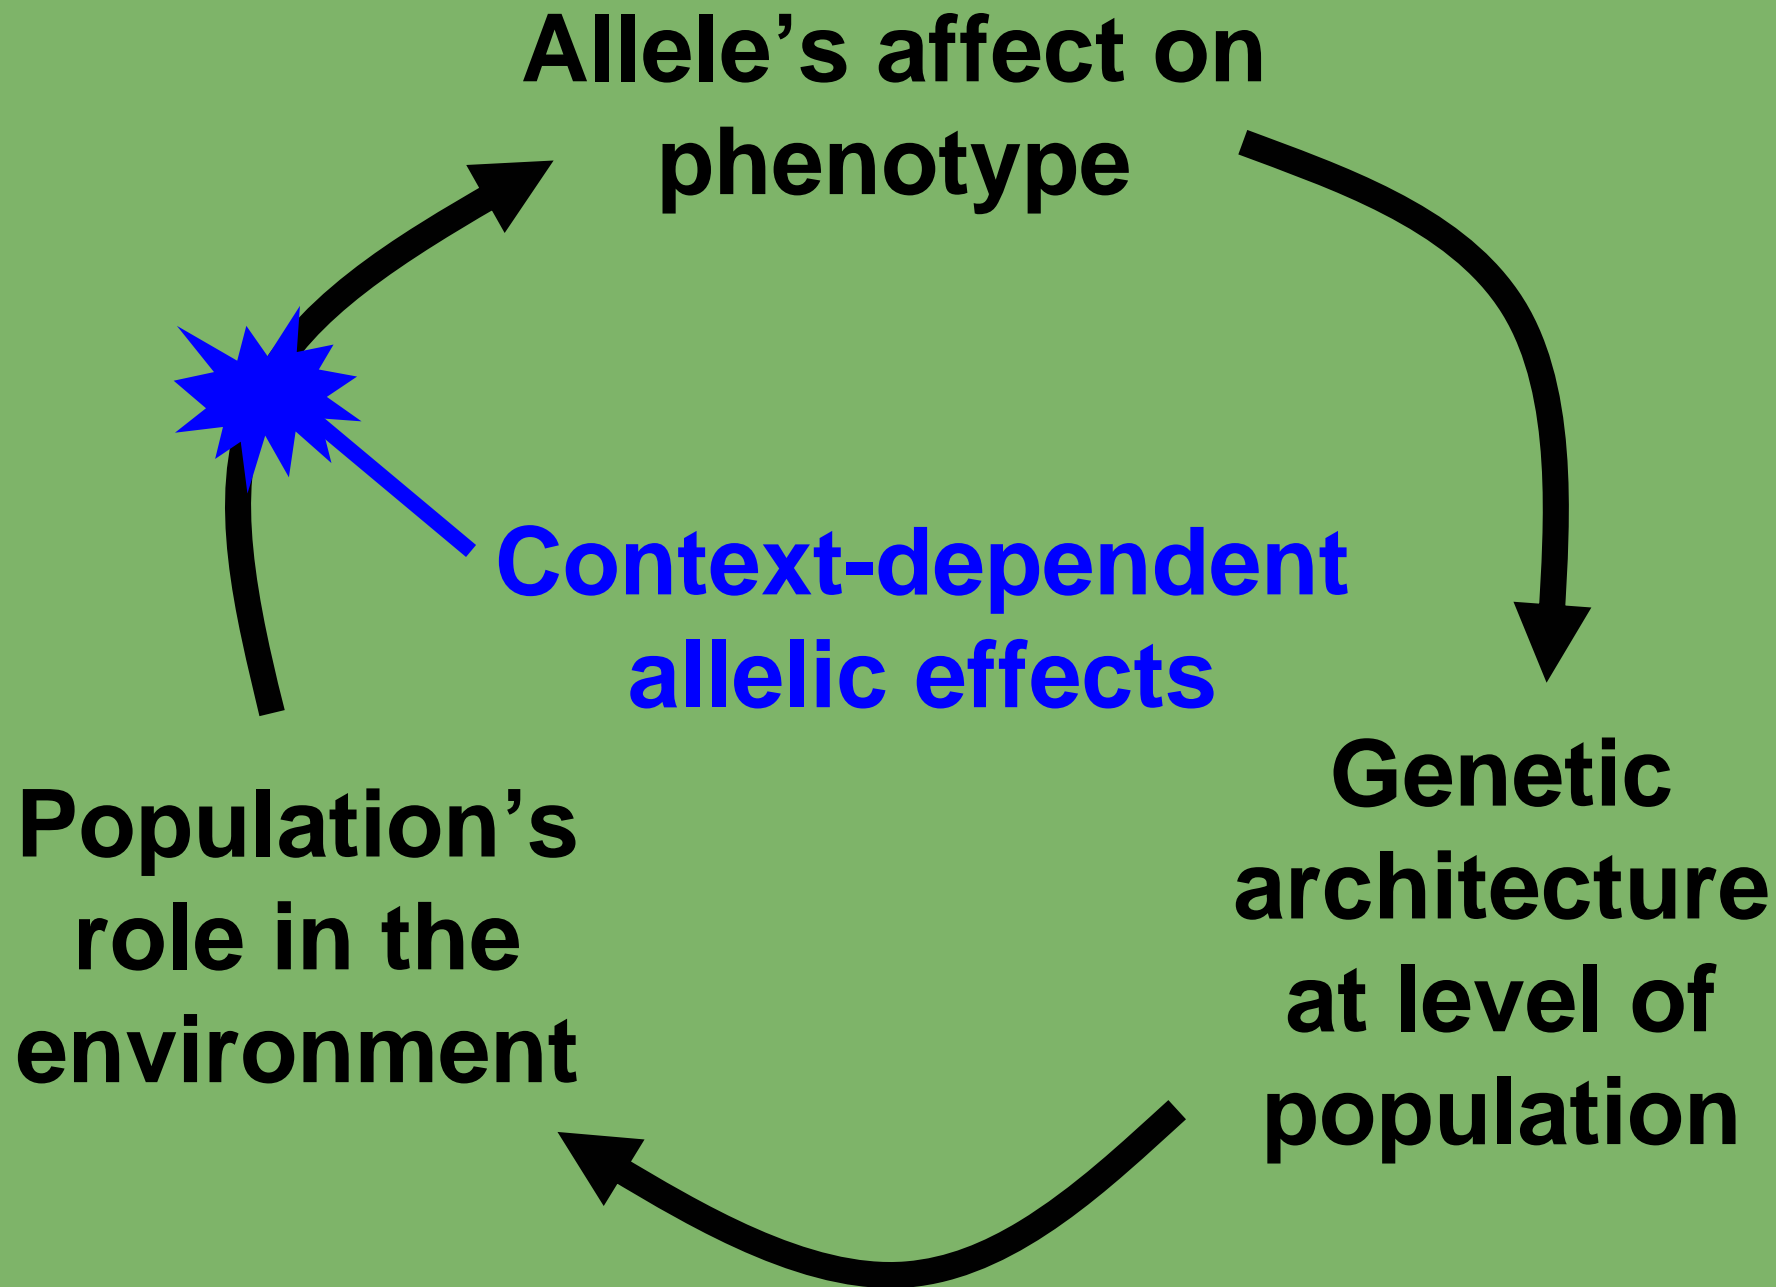 Allele’s affect on
phenotype
Context-dependent
allelic effects
Genetic
architecture
at level of
population
Population’s
role in the
environment